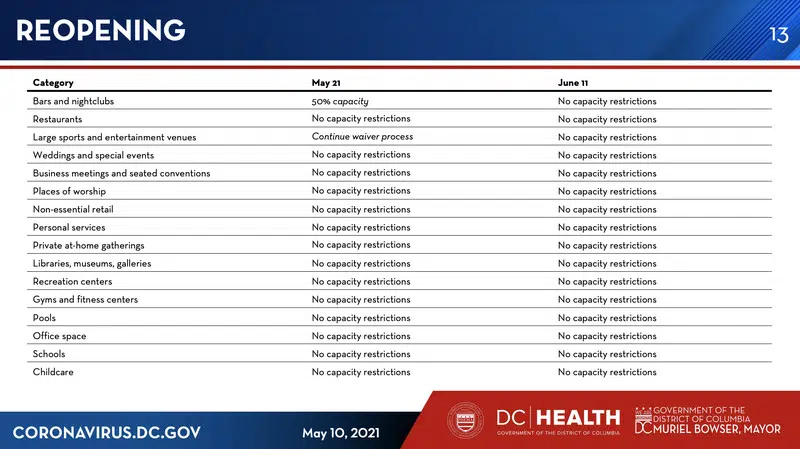 REOPENING
13
Category May 21 June 11
Bars and nightclubs 50% capacity No capacity restrictions
Restaurants No capacity restrictions No capacity restrictions
Large sports and entertainment venues Continue waiver process No capacity restrictions
Weddings and special events No capacity restrictions No capacity restrictions
Business meetings and seated conventions No capacity restrictions No capacity restrictions
Places of worship No capacity restrictions No capacity restrictions
Non-essential retail No capacity restrictions No capacity restrictions
Personal services No capacity restrictions No capacity restrictions
Private at-home gatherings No capacity restrictions No capacity restrictions
Libraries, museums, galleries No capacity restrictions No capacity restrictions
Recreation centers No capacity restrictions No capacity restrictions
Gyms and fitness centers No capacity restrictions No capacity restrictions
Pools No capacity restrictions No capacity restrictions
Office space No capacity restrictions No capacity restrictions
Schools No capacity restrictions No capacity restrictions
Childcare No capacity restrictions No capacity restrictions
CORONAVIRUS.DC.GOV
May 10, 2021
DC HEALTH
GOVERNMENT OF THE DISTRICT OF COLUMBIA
GOVERNMENT OF THE
DISTRICT OF COLUMBIA
DC MURIEL BOWSER, MAYOR